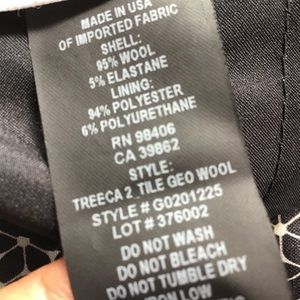 MADE IN USA
OF IMPORTED FABRIC
SHELL:
95% WOOL
5% ELASTANE
LINING:
94% POLYESTER
6% POLYURETHANE
RN 98406
CA 39862
STYLE:
TREECA 2 .TILE GEO WOOL
STYLE # G0201225
LOT # 376002
DO NOT WASH
DO NOT BLEACH
DO NOT TUMBLE DRY
IRON LOW